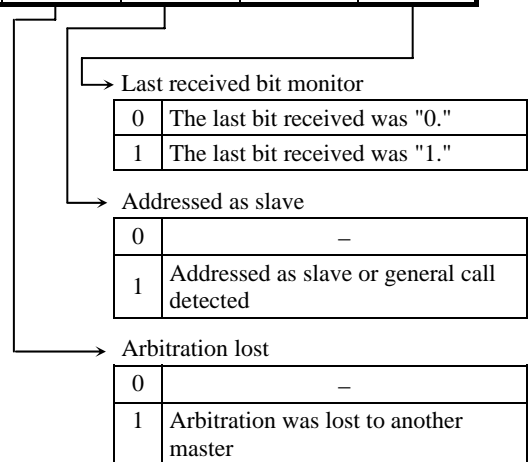 Last received bit monitor
0 The last bit received was "0."
1 The last bit received was "1."
Addressed as slave
0 –
1 Addressed as slave or general call
detected
Arbitration lost
0 –
1 Arbitration was lost to another
master